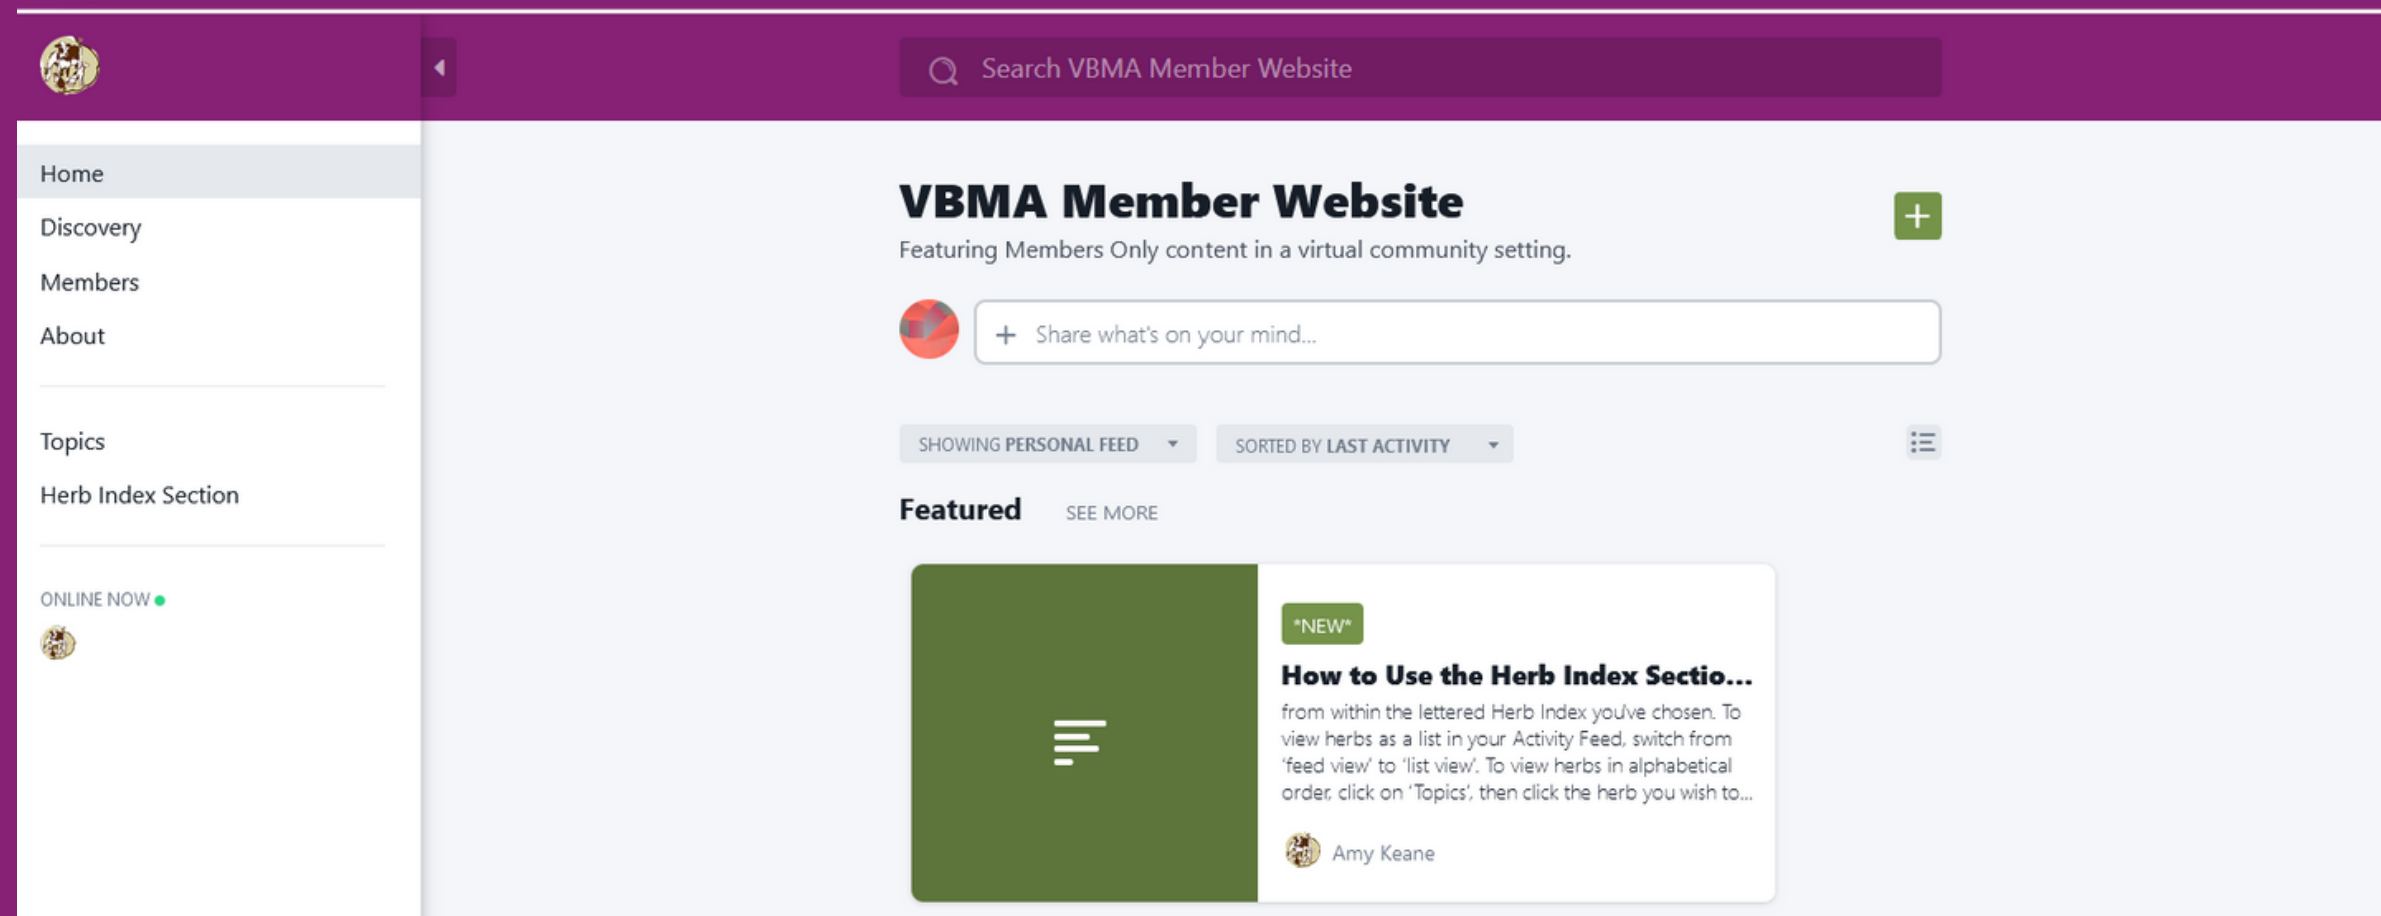 Search VBMA Member Website
Home
Discovery
Members
About
Topics
Herb Index Section
ONLINE NOW
VBMA Member Website
Featuring Members Only content in a virtual community setting.
Share what's on your mind...
SHOWING PERSONAL FEED
SORTED BY LAST ACTIVITY
Featured
SEE MORE
*NEW*
How to Use the Herb Index Sectio...
from within the lettered Herb Index you've chosen. To
view herbs as a list in your Activity Feed, switch from
'feed view' to 'list view'. To view herbs in alphabetical
order, click on 'Topics', then click the herb you wish to...
Amy Keane